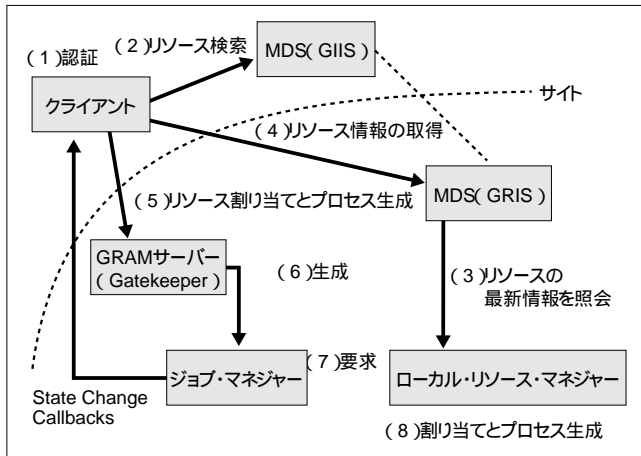 (1)認証
(2)リソース検索
MDS(GIIS)
クライアント
サイト
(4)リソース情報の取得
MDS(GRIS)
(5)リソース割り当てとプロセス生成
GRAMサーバー
(Gatekeeper)
(6)生成
(3)リソースの
最新情報を照会
ジョブ・マネジャー
(7)要求
ローカル・リソース・マネジャー
State Change
Callbacks
(8)割り当てとプロセス生成